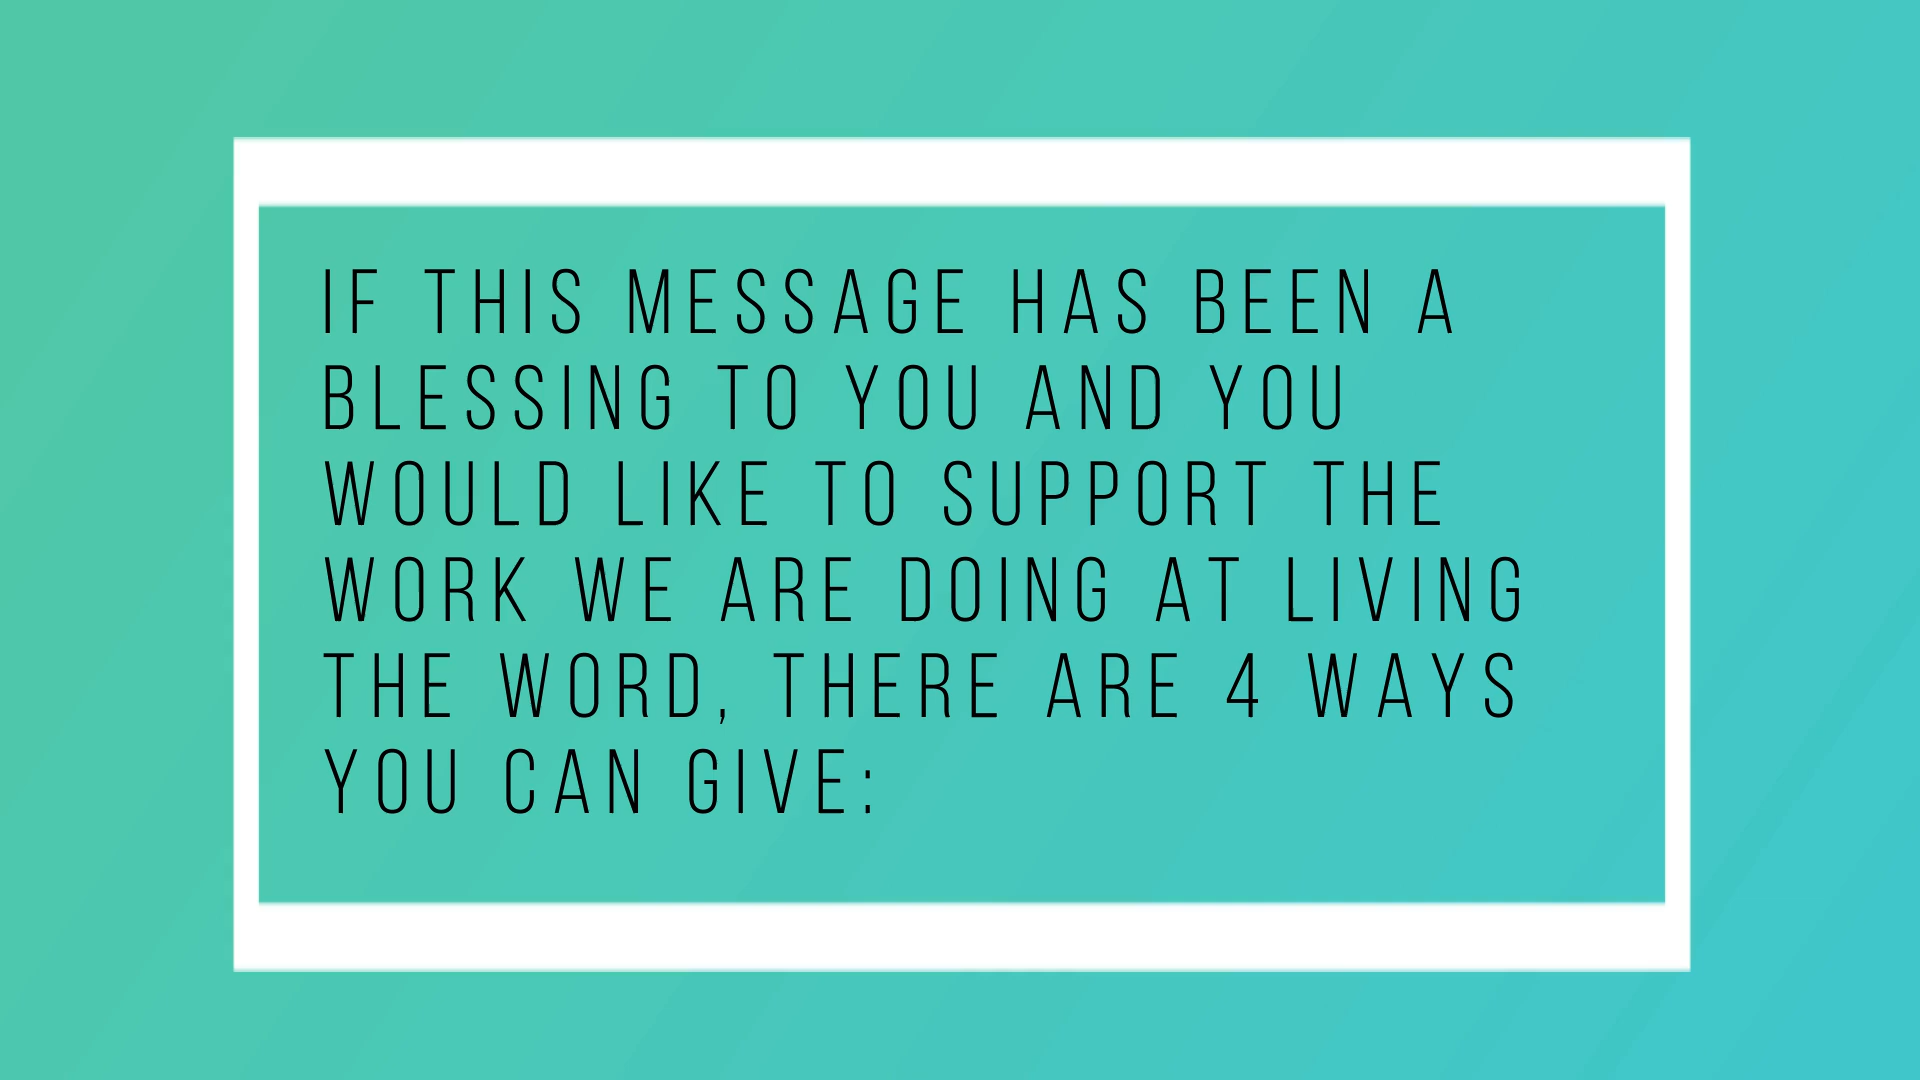 IF THIS MESSAGE HAS BEEN A
BLESSING TO YOU AND YOU
WOULD LIKE TO SUPPORT THE
WORK WE ARE DOING AT LIVING
THE WORD, THERE ARE 4 WAYS
YOU CAN GIVE: